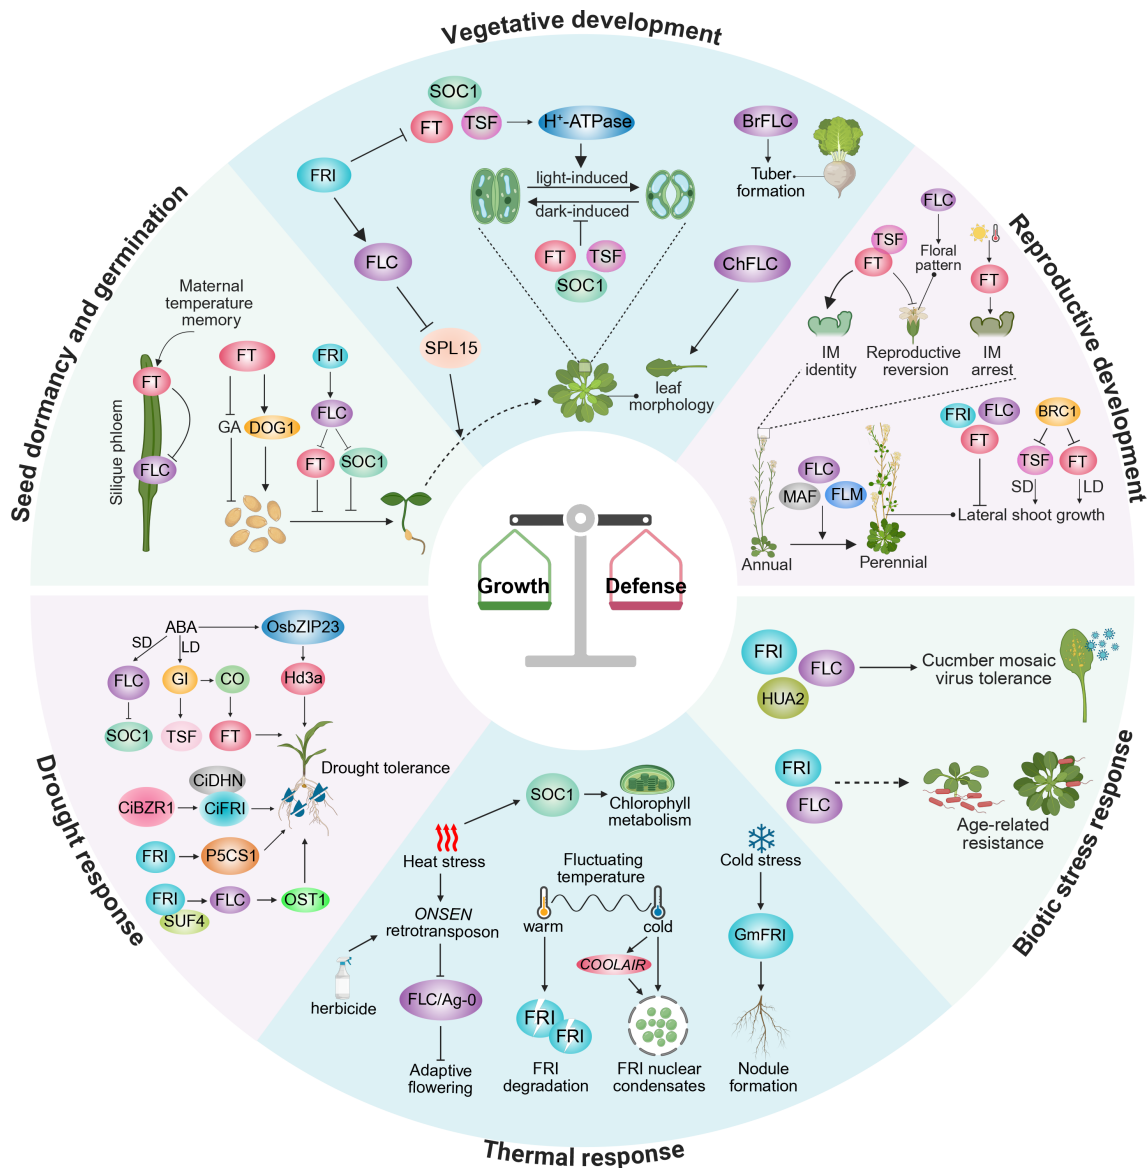 Vegetative development
SOC1
FT
TSF
H⁺-ATPase
FRI
light-induced
dark-induced
FLC
FT
TSF
SOC1
SPL15
BrFLC
Tuber
formation
ChFLC
leaf
morphology
Seed dormancy and germination
Maternal
temperature
memory
FT
FLC
Silique phloem
FT
GA
DOG1
FRI
FLC
FT
SOC1
Reproductive development
FLC
TSF
FT
Floral
pattern
FT
IM
identity
Reproductive
reversion
IM
arrest
FRI
FLC
FT
BRC1
TSF
FT
SD
LD
Lateral shoot growth
FLC
MAF
FLM
Annual
Perennial
Growth
Defense
Drought response
ABA
OsbZIP23
SD
LD
FLC
GI
CO
Hd3a
SOC1
TSF
FT
Drought tolerance
CiDHN
CiBZR1
CiFRI
FRI
P5CS1
FRI
SUF4
FLC
OST1
Thermal response
SOC1
Chlorophyll
metabolism
Heat stress
ONSEN
retrotransposon
herbicide
FLC/Ag-0
Adaptive
flowering
Fluctuating
temperature
warm
cold
COOLAIR
FRI
FRI
FRI
degradation
FRI nuclear
condensates
Cold stress
GmFRI
Nodule
formation
Biotic stress response
FRI
FLC
HUA2
Cucmber mosaic
virus tolerance
FRI
FLC
Age-related
resistance